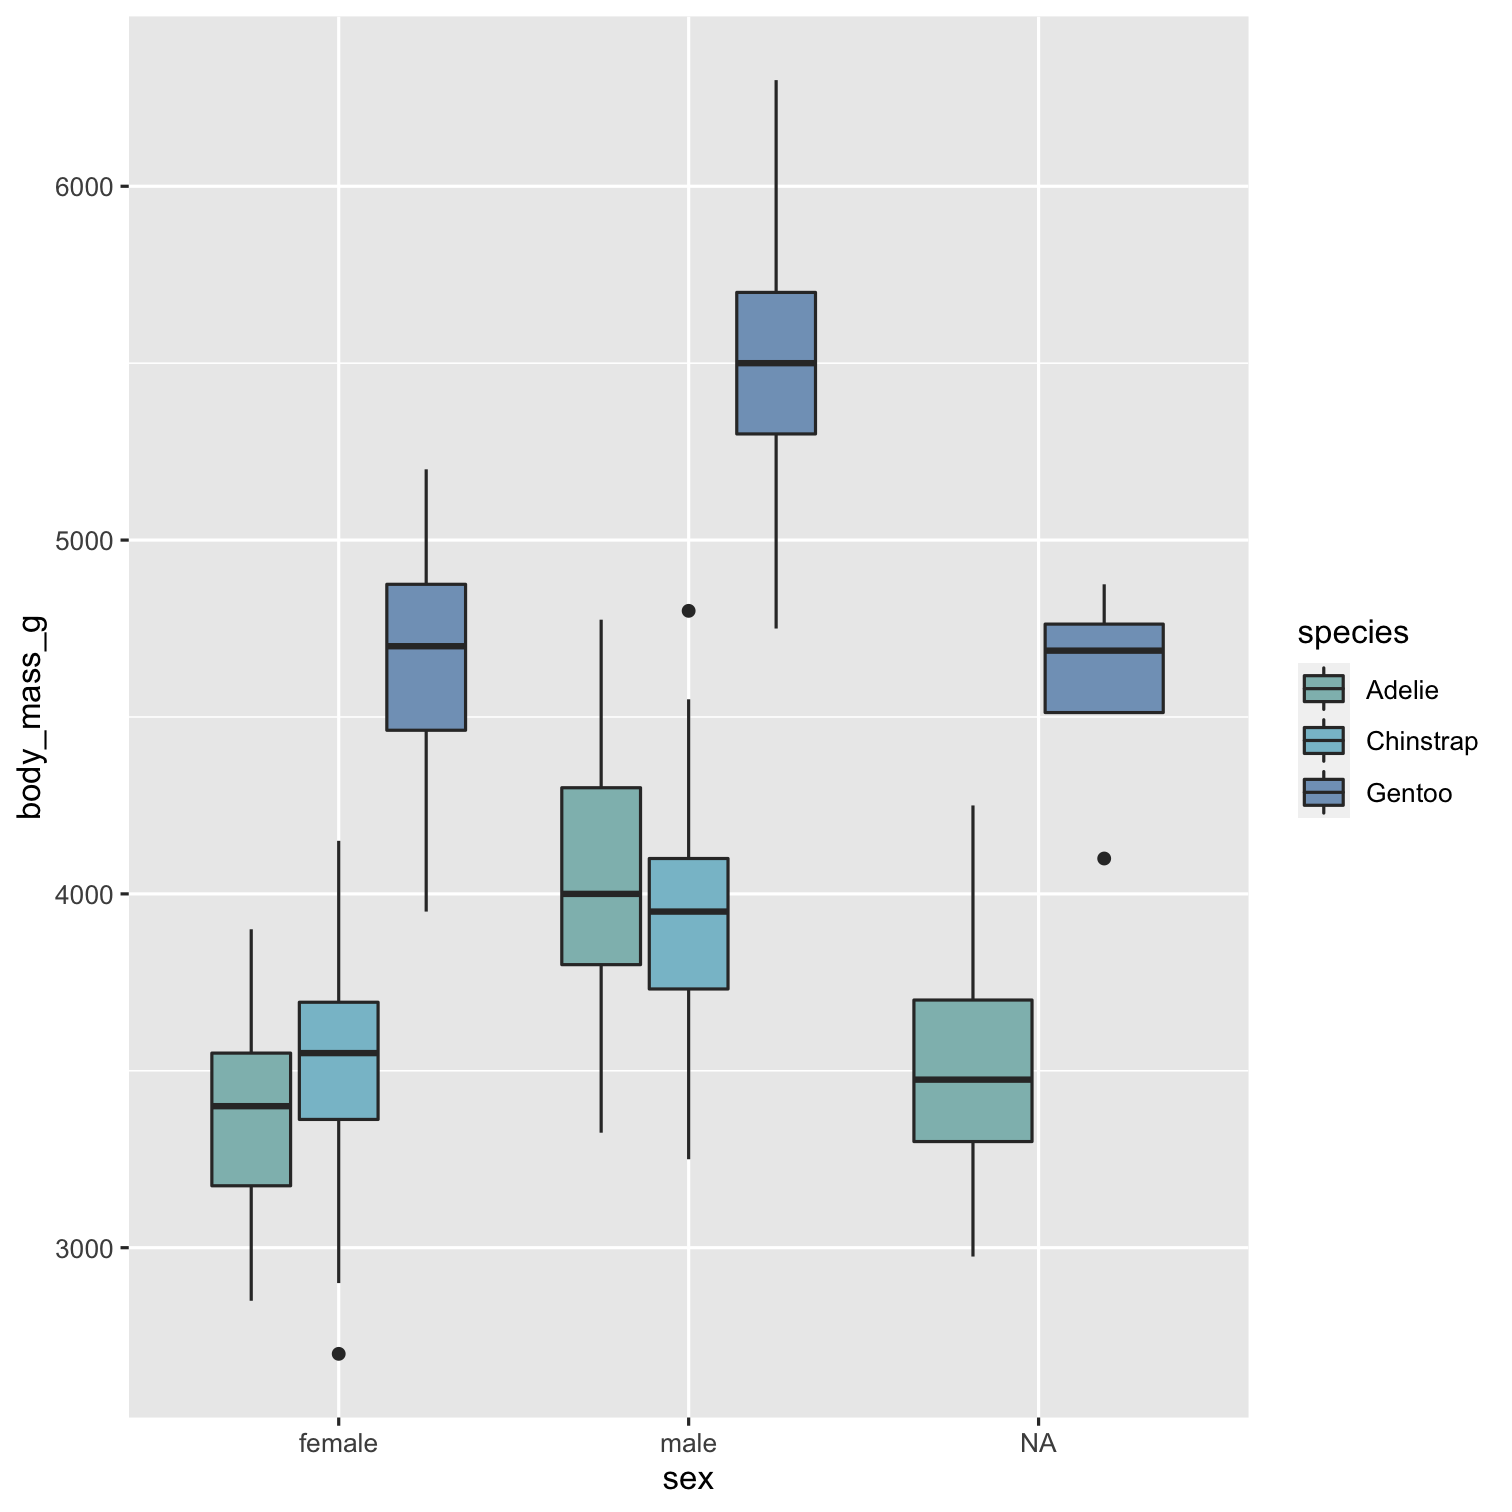 body_mass_g
6000
5000
4000
3000
female
male
NA
sex
species
Adelie
Chinstrap
Gentoo